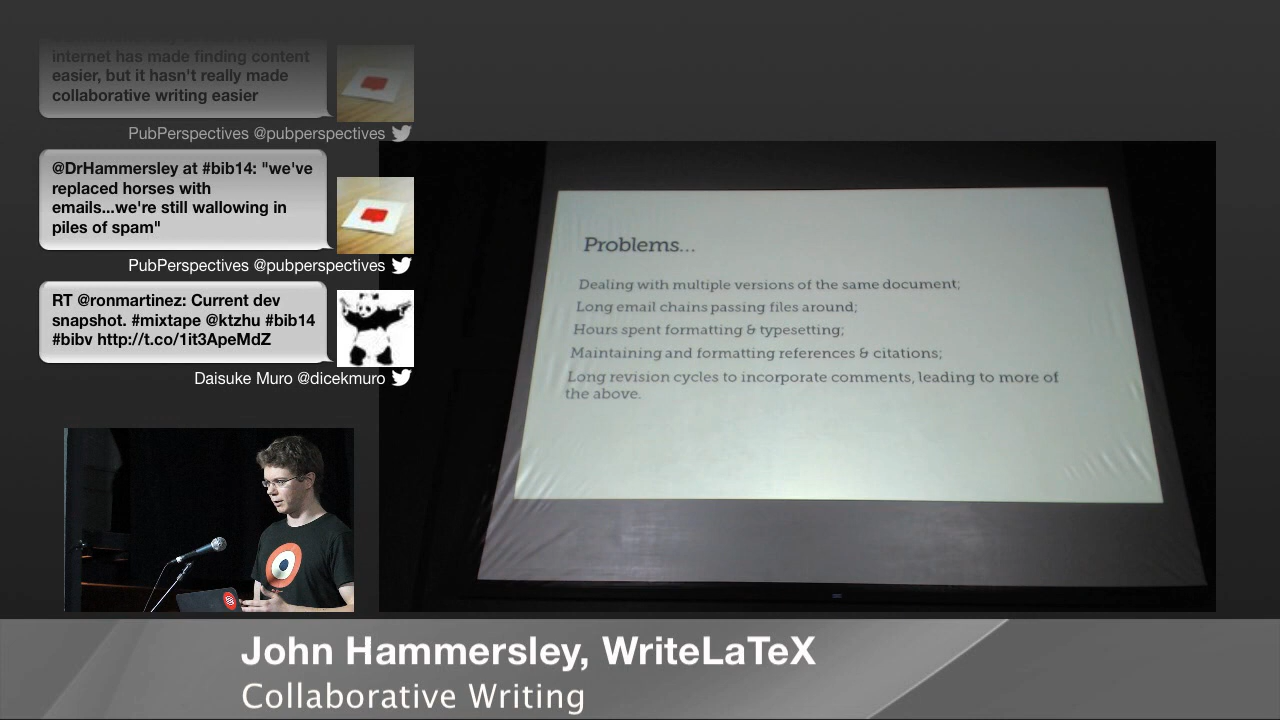 internet has made finding content
easier, but it hasn't really made
collaborative writing easier
PubPerspectives @pubperspectives
@DrHammersley at #bib14: "we've
replaced horses with
emails...we're still wallowing in
piles of spam"
PubPerspectives @pubperspectives
RT @ronmartinez: Current dev
snapshot. #mixtape @ktzhu #bib14
#bibv http://t.co/1it3ApeMdZ
Daisuke Muro @dicekmuro
Problems...
Dealing with multiple versions of the same document;
Long email chains passing files around;
Hours spent formatting & typesetting;
Maintaining and formatting references & citations;
Long revision cycles to incorporate comments, leading to more of
the above.
John Hammersley, WriteLaTeX
Collaborative Writing